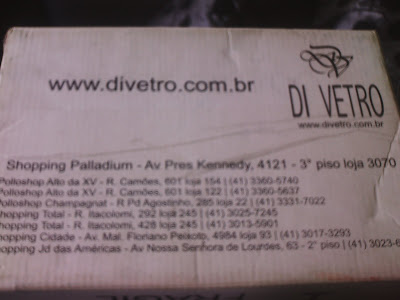 www.divetro.com.br
DI VETRO
www.divetro.com.br
Shopping Palladium - Av Pres Kennedy, 4121 - 3° piso loja 3070
Polloshop Alto da XV - R. Camões, 601 loja 154 | (41) 3360-5740
Polloshop Alto da XV - R. Camões, 601 loja 122 | (41) 3360-5637
Polloshop Champagnat - R Pd Agostinho, 285 loja 22 | (41) 3331-7022
hopping Total - R. Itacolomi, 292 loja 245 | (41) 3025-7245
hopping Total - R. Itacolomi, 428 loja 245 | (41) 3013-5901
hopping Cidade - Av. Mal. Floriano Peixoto, 4984 loja 93 | (41) 3017-3293
hopping Jd das Américas - Av Nossa Senhora de Lourdes, 63 - 2° piso | (41) 3023-6